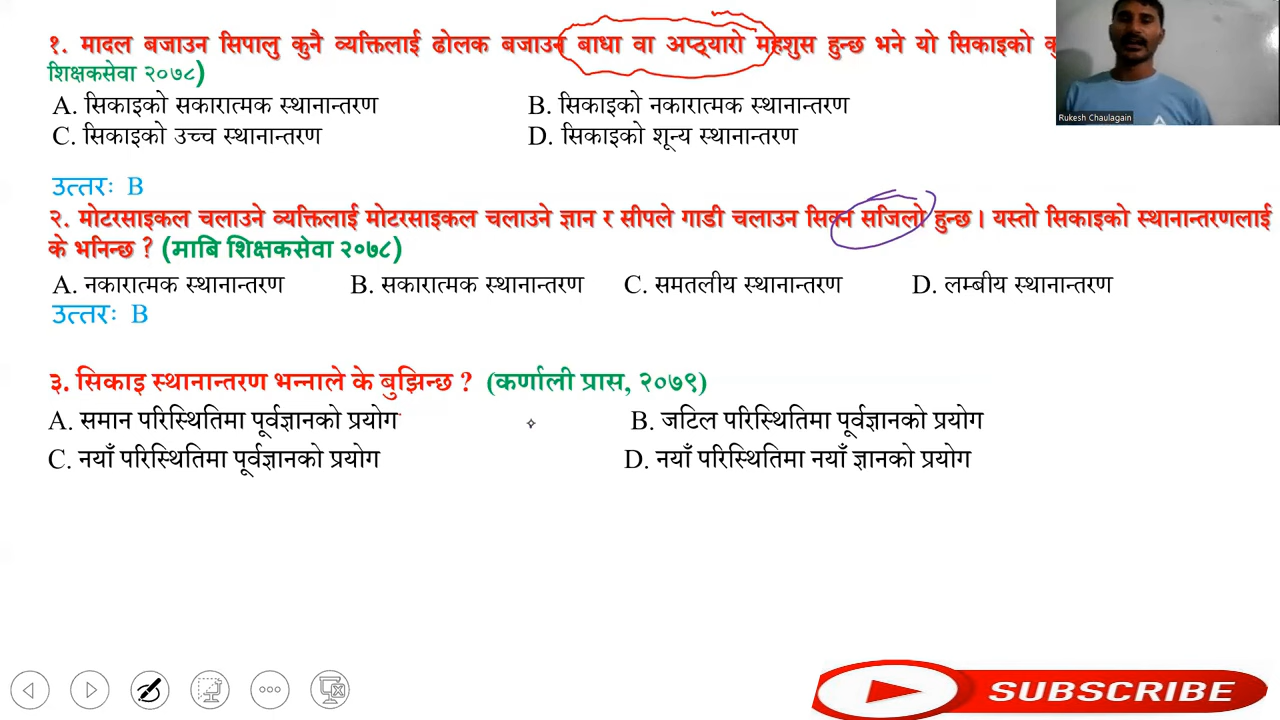 १. मादल बजाउन सिपालु कुनै व्यक्तिलाई ढोलक बजाउन बाधा वा अप्ठ्यारो महशुस हुन्छ भने यो सिकाइको
शिक्षकसेवा २०७८)
A. सिकाइको सकारात्मक स्थानान्तरण B. सिकाइको नकारात्मक स्थानान्तरण
C. सिकाइको उच्च स्थानान्तरण D. सिकाइको शून्य स्थानान्तरण
Rukesh Chaulagain
उत्तरः B
२. मोटरसाइकल चलाउने व्यक्तिलाई मोटरसाइकल चलाउने ज्ञान र सीपले गाडी चलाउन सिक्न सजिलो हुन्छ। यस्तो सिकाइको स्थानान्तरणलाई
के भनिन्छ ? (माबि शिक्षकसेवा २०७८)
A. नकारात्मक स्थानान्तरण B. सकारात्मक स्थानान्तरण C. समतलीय स्थानान्तरण D. लम्बीय स्थानान्तरण
उत्तरः B
३. सिकाइ स्थानान्तरण भन्नाले के बुझिन्छ ? (कर्णाली प्रास, २०७९)
A. समान परिस्थितिमा पूर्वज्ञानको प्रयोग B. जटिल परिस्थितिमा पूर्वज्ञानको प्रयोग
C. नयाँ परिस्थितिमा पूर्वज्ञानको प्रयोग D. नयाँ परिस्थितिमा नयाँ ज्ञानको प्रयोग
SUBSCRIBE